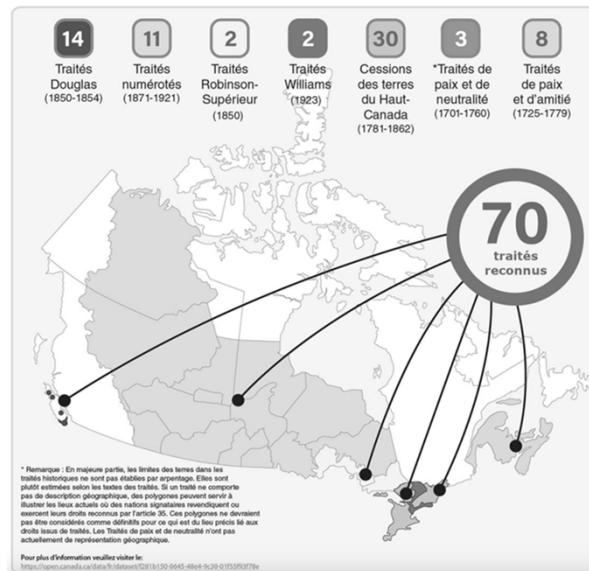 14
11
2
2
30
3
8
Traités
Douglas
(1850-1854)
Traités
numérotés
(1871-1921)
Traités
Robinson-
Supérieur
(1850)
Traités
Williams
(1923)
Cessions
des terres
du Haut-
Canada
(1781-1862)
*Traités de
paix et de
neutralité
(1701-1760)
Traités
de paix
et d'amitié
(1725-1779)
70
traités
reconnus
* Remarque : En majeure partie, les limites des terres dans les
traités historiques ne sont pas établies par arpentage. Elles sont
plutôt estimées selon les textes des traités. Si un traité ne comporte
pas de description géographique, des polygones peuvent servir à
illustrer les lieux actuels où des nations signataires revendiquent ou
exercent leurs droits reconnus par l'article 35. Ces polygones ne devraient
pas être considérés comme définitifs pour ce qui est du lieu précis lié aux
droits issus de traités. Les Traités de paix et de neutralité n'ont pas
actuellement de représentation géographique.
Pour plus d'information veuillez visiter le: